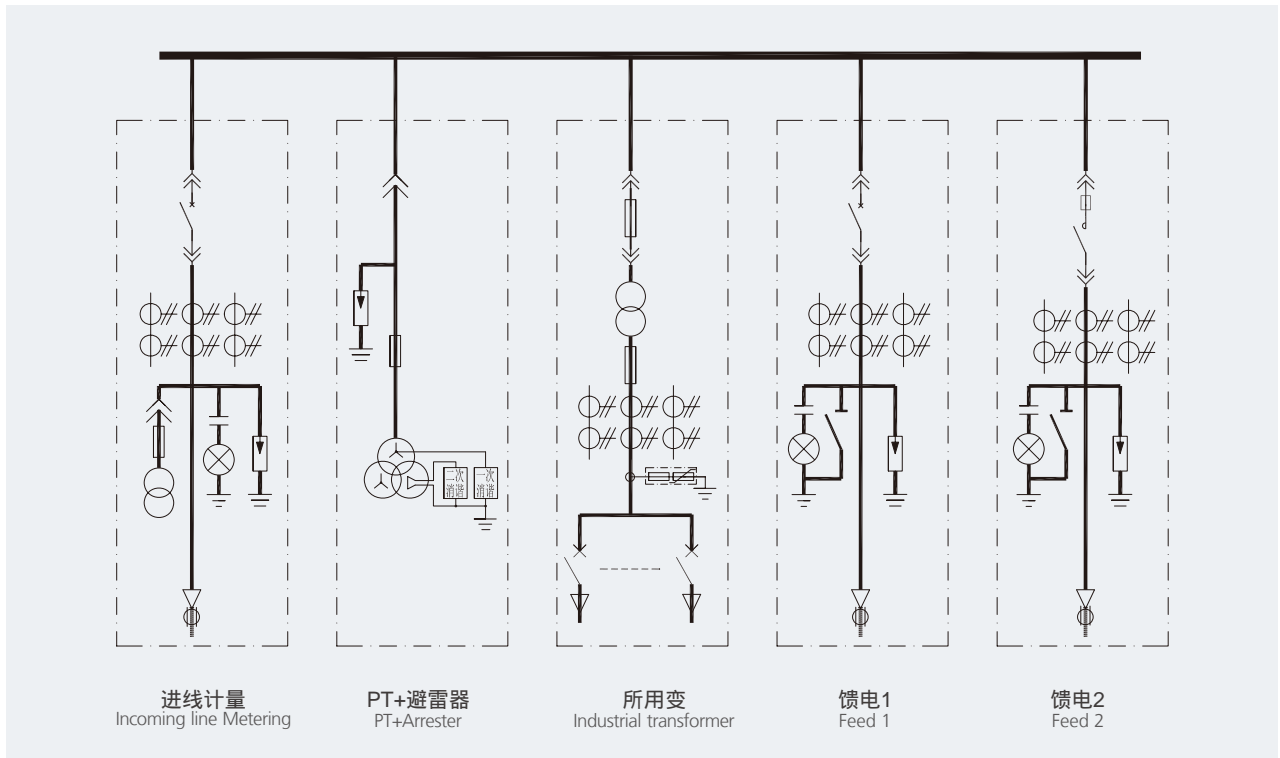 二次
消谐
一次
消谐
进线计量
Incoming line Metering
PT+避雷器
PT+Arrester
所用变
Industrial transformer
馈电1
Feed 1
馈电2
Feed 2